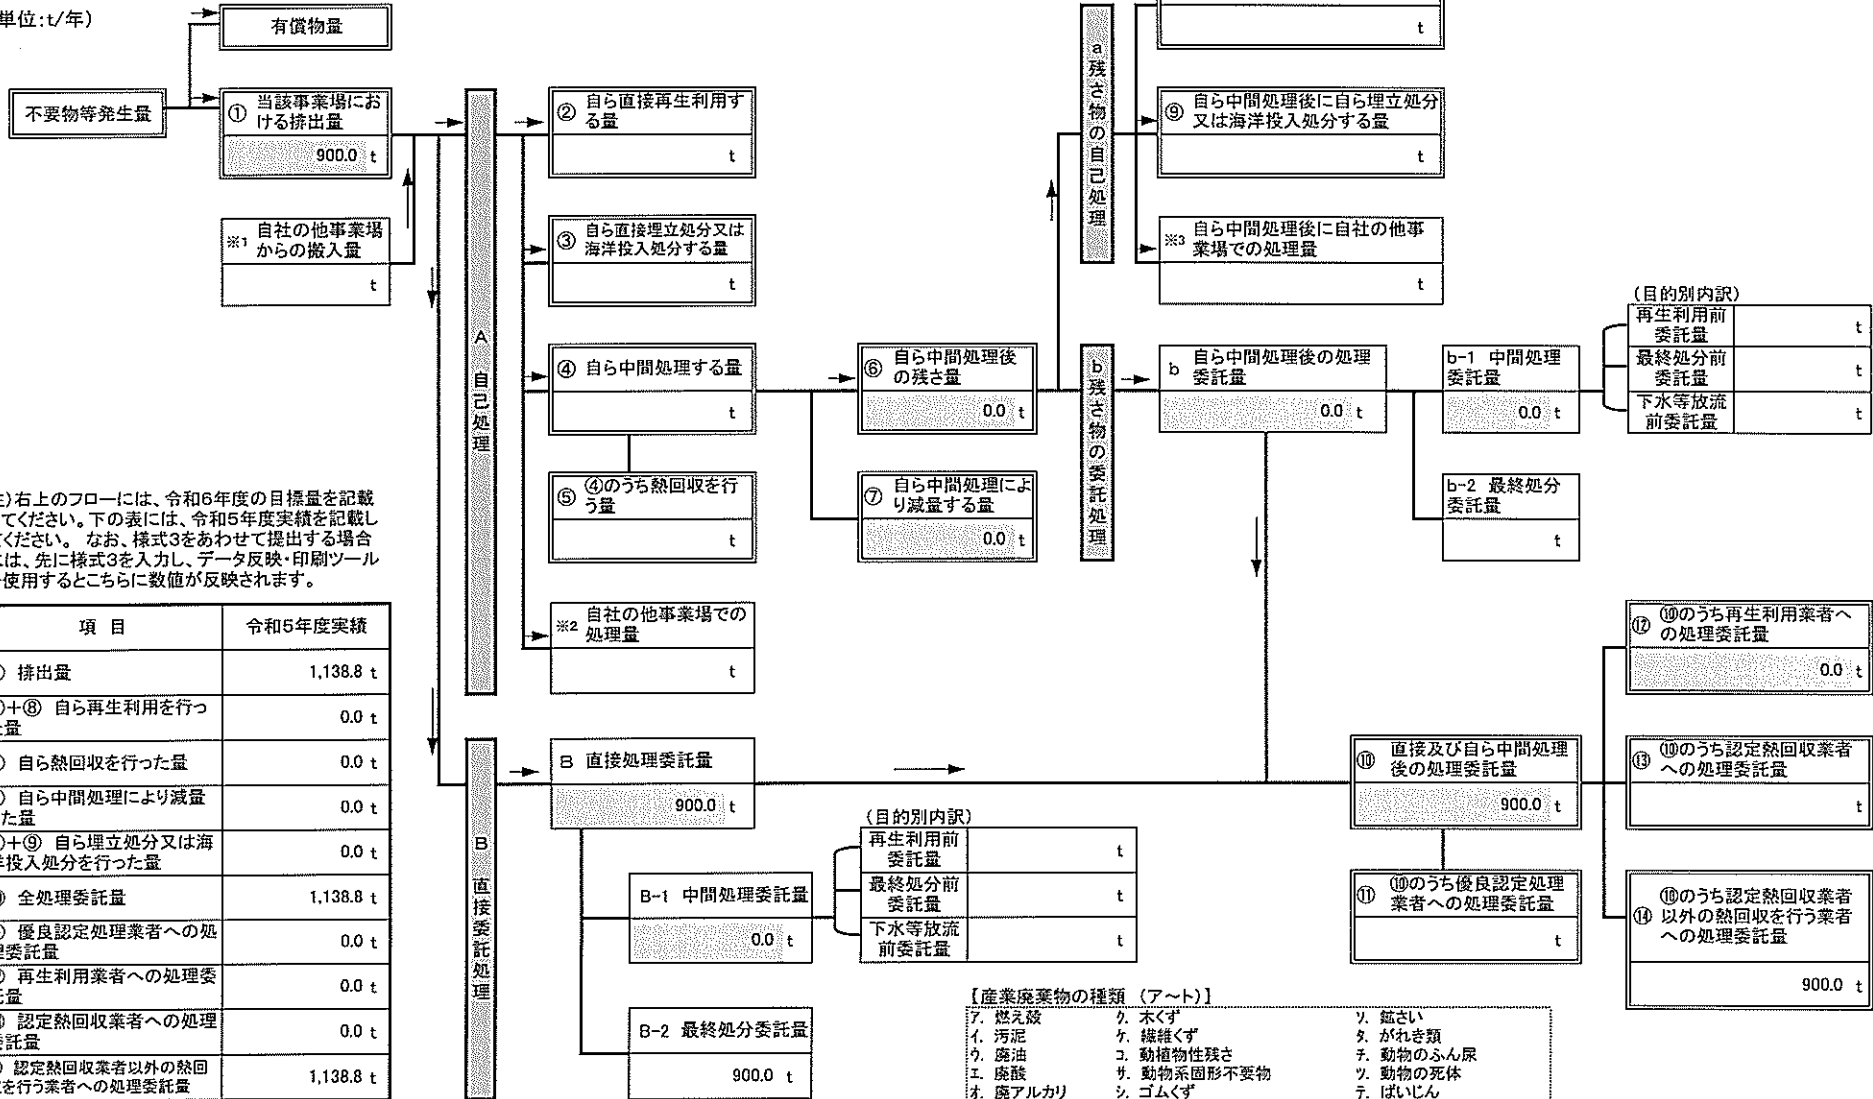 単位:t/年)
有償物量
不要物等発生量
① 当該事業場にお
ける排出量
900.0 t
※1 自社の他事業場
からの搬入量
t
A 自己処理
② 自ら直接再生利用す
る量
t
③ 自ら直接埋立処分又は
海洋投入処分する量
t
④ 自ら中間処理する量
t
⑤ ④のうち熱回収を行
う量
t
※2 自社の他事業場での
処理量
t
⑥ 自ら中間処理後
の残さ量
0.0 t
⑦ 自ら中間処理によ
り減量する量
0.0 t
a 残さ物の自己処理
t
⑨ 自ら中間処理後に自ら埋立処分
又は海洋投入処分する量
t
※3 自ら中間処理後に自社の他事
業場での処理量
t
b 残さ物の委託処理
b 自ら中間処理後の処理
委託量
0.0 t
b-1 中間処理
委託量
0.0 t
(目的別内訳)
再生利用前
委託量 t
最終処分前
委託量 t
下水等放流
前委託量 t
b-2 最終処分
委託量
t
)右上のフローには、令和6年度の目標量を記載
てください。下の表には、令和5年度実績を記載し
ください。 なお、様式3をあわせて提出する場合
は、先に様式3を入力し、データ反映・印刷ツール
使用するとこちらに数値が反映されます。
項 目 令和5年度実績
排出量 1,138.8 t
+⑧ 自ら再生利用を行っ
量 0.0 t
自ら熱回収を行った量 0.0 t
自ら中間処理により減量
た量 0.0 t
+⑨ 自ら埋立処分又は海
投入処分を行った量 0.0 t
全処理委託量 1,138.8 t
優良認定処理業者への処
委託量 0.0 t
再生利用業者への処理委
量 0.0 t
認定熱回収業者への処理
託量 0.0 t
認定熱回収業者以外の熱回
を行う業者への処理委託量 1,138.8 t
B 直接委託処理
B 直接処理委託量
900.0 t
B-1 中間処理委託量
0.0 t
(目的別内訳)
再生利用前
委託量 t
最終処分前
委託量 t
下水等放流
前委託量 t
B-2 最終処分委託量
900.0 t
⑩ 直接及び自ら中間処理
後の処理委託量
900.0 t
⑪ ⑩のうち優良認定処理
業者への処理委託量
t
⑫ ⑩のうち再生利用業者へ
の処理委託量
0.0 t
⑬ ⑩のうち認定熱回収業者
への処理委託量
t
⑭ ⑩のうち認定熱回収業者
以外の熱回収を行う業者
への処理委託量
900.0 t
【産業廃棄物の種類 (ア～ト)】
ア. 燃え殻 ク. 木くず ソ. 鉱さい
イ. 汚泥 ケ. 繊維くず タ. がれき類
ウ. 廃油 コ. 動植物性残さ チ. 動物のふん尿
エ. 廃酸 サ. 動物系固形不要物 ツ. 動物の死体
オ. 廃アルカリ シ. ゴムくず テ. ばいじん